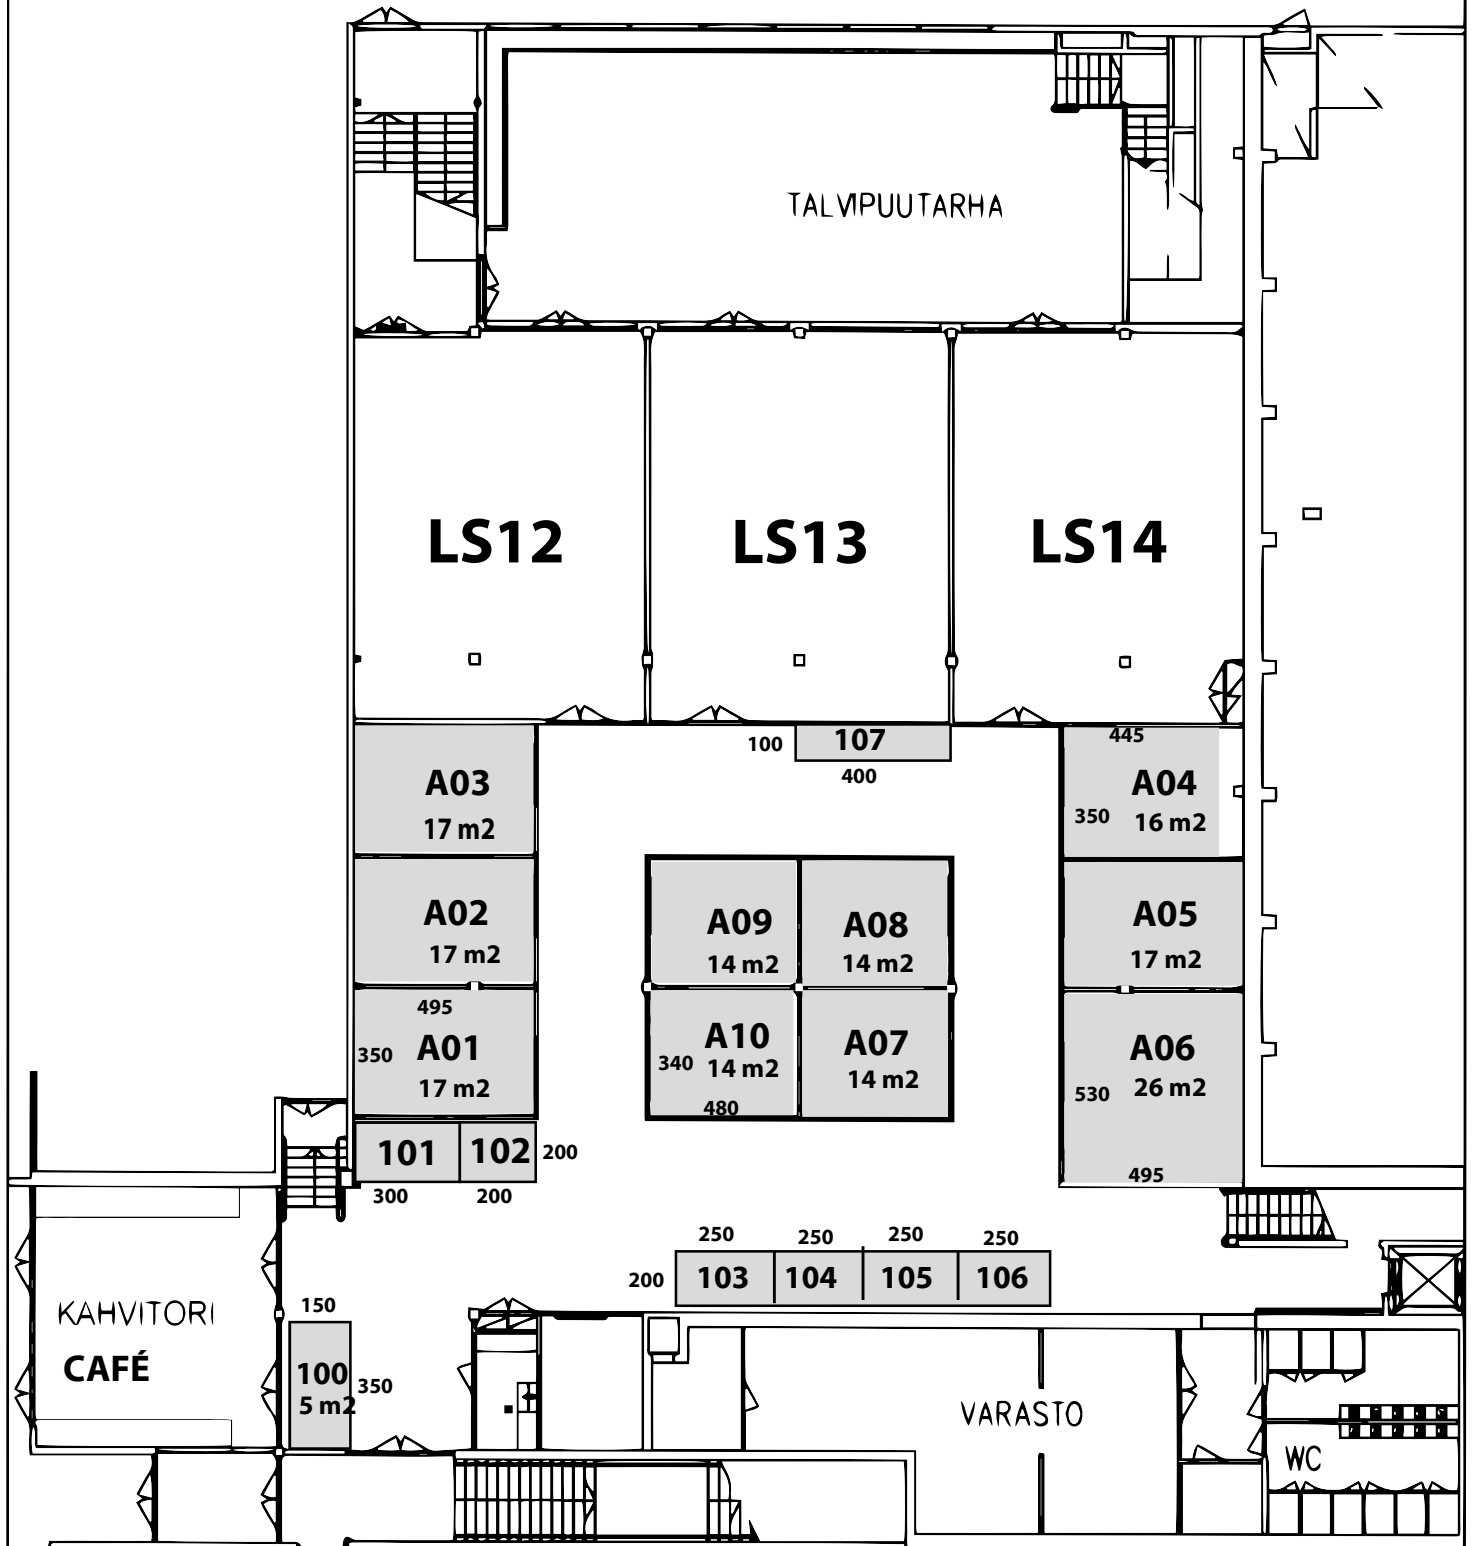 TALVIPUUTARHA
LS12
LS13
LS14
A03
17 m2
100
107
400
445
A04
350
16 m2
A02
17 m2
A09
14 m2
A08
14 m2
A05
17 m2
495
350
A01
17 m2
A10
340
14 m2
480
A07
14 m2
A06
530
26 m2
495
101
102
200
300
200
250
250
250
250
200
103
104
105
106
KAHVITORI
CAFÉ
150
100
350
5 m2
VARASTO
WC